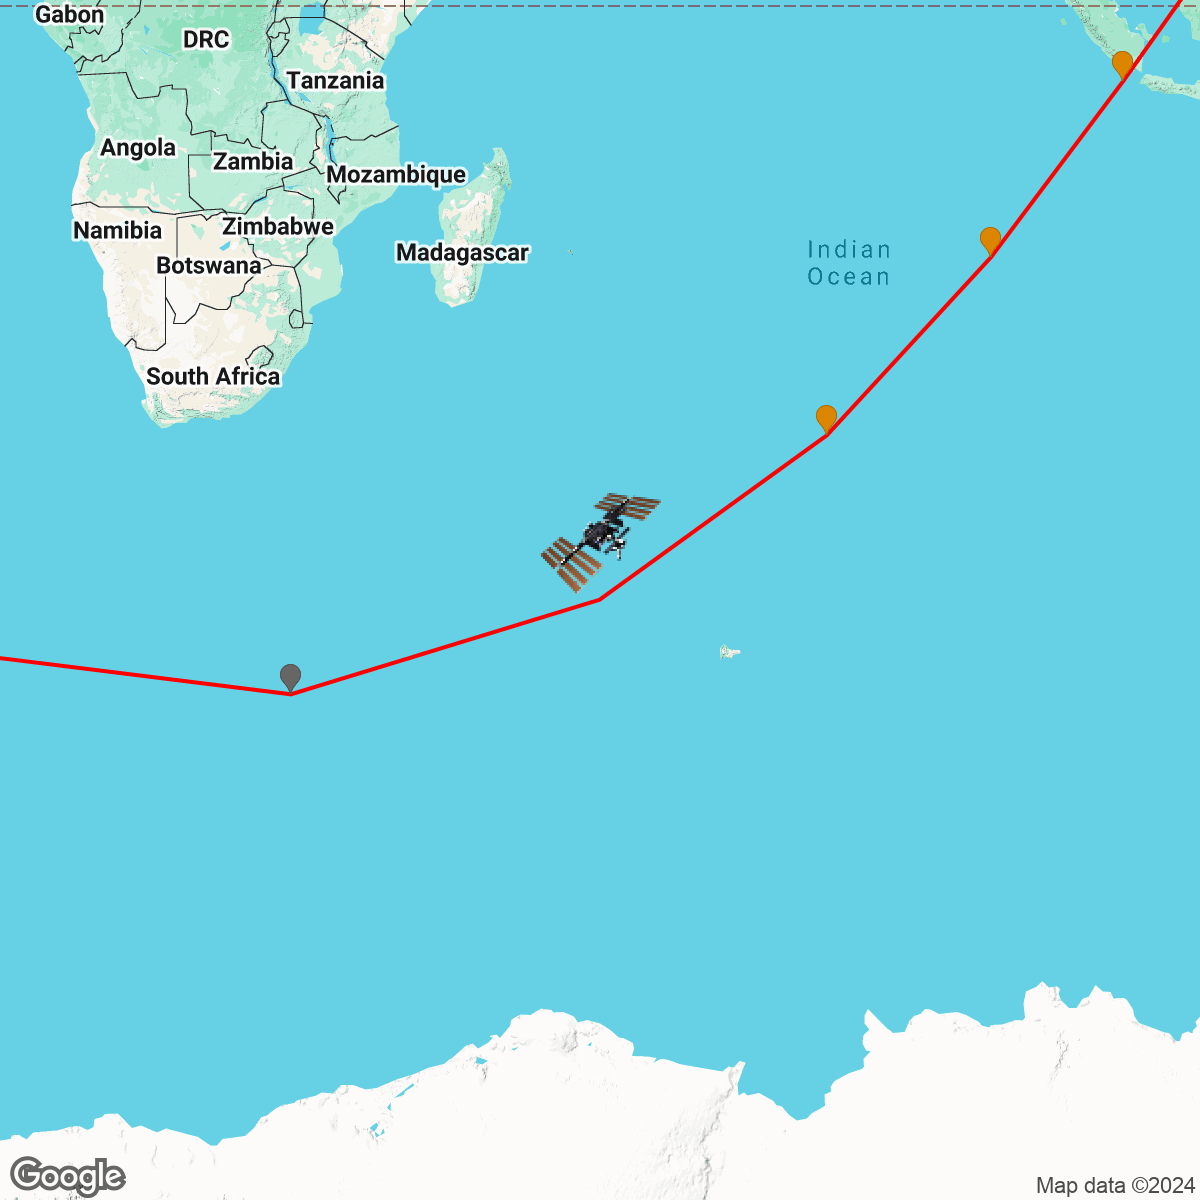 Gabon
DRC
Tanzania
Angola
Zambia
Mozambique
Namibia
Zimbabwe
Botswana
Madagascar
Indian
Ocean
South Africa
Google
Map data ©2024